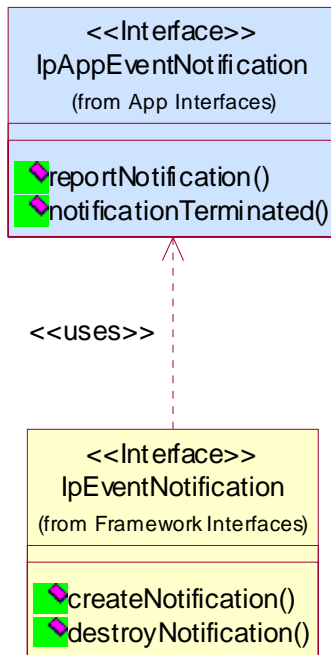 <<Interface>>
IpAppEventNotification
(from App Interfaces)
reportNotification()
notificationTerminated()
<<uses>>
<<Interface>>
IpEventNotification
(from Framework Interfaces)
createNotification()
destroyNotification()